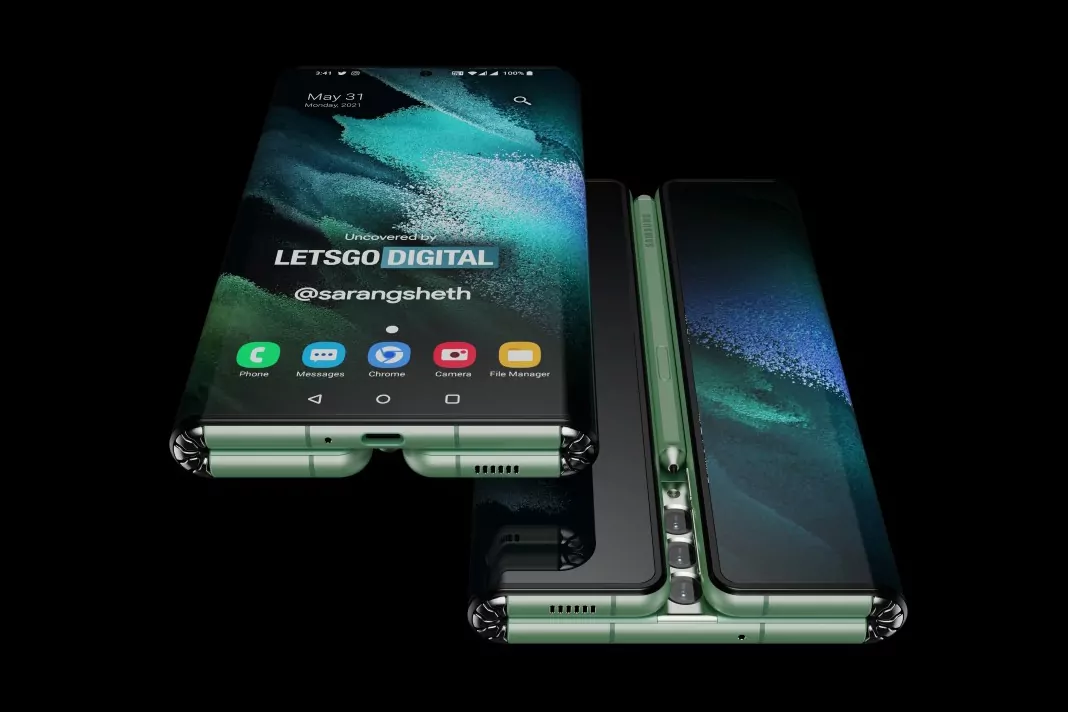 3:41 100%
May 31
Monday, 2021
Uncovered by
LETSGO DIGITAL
@sarangsheth
Phone Messages Chrome Camera File Manager
SAMSUNG